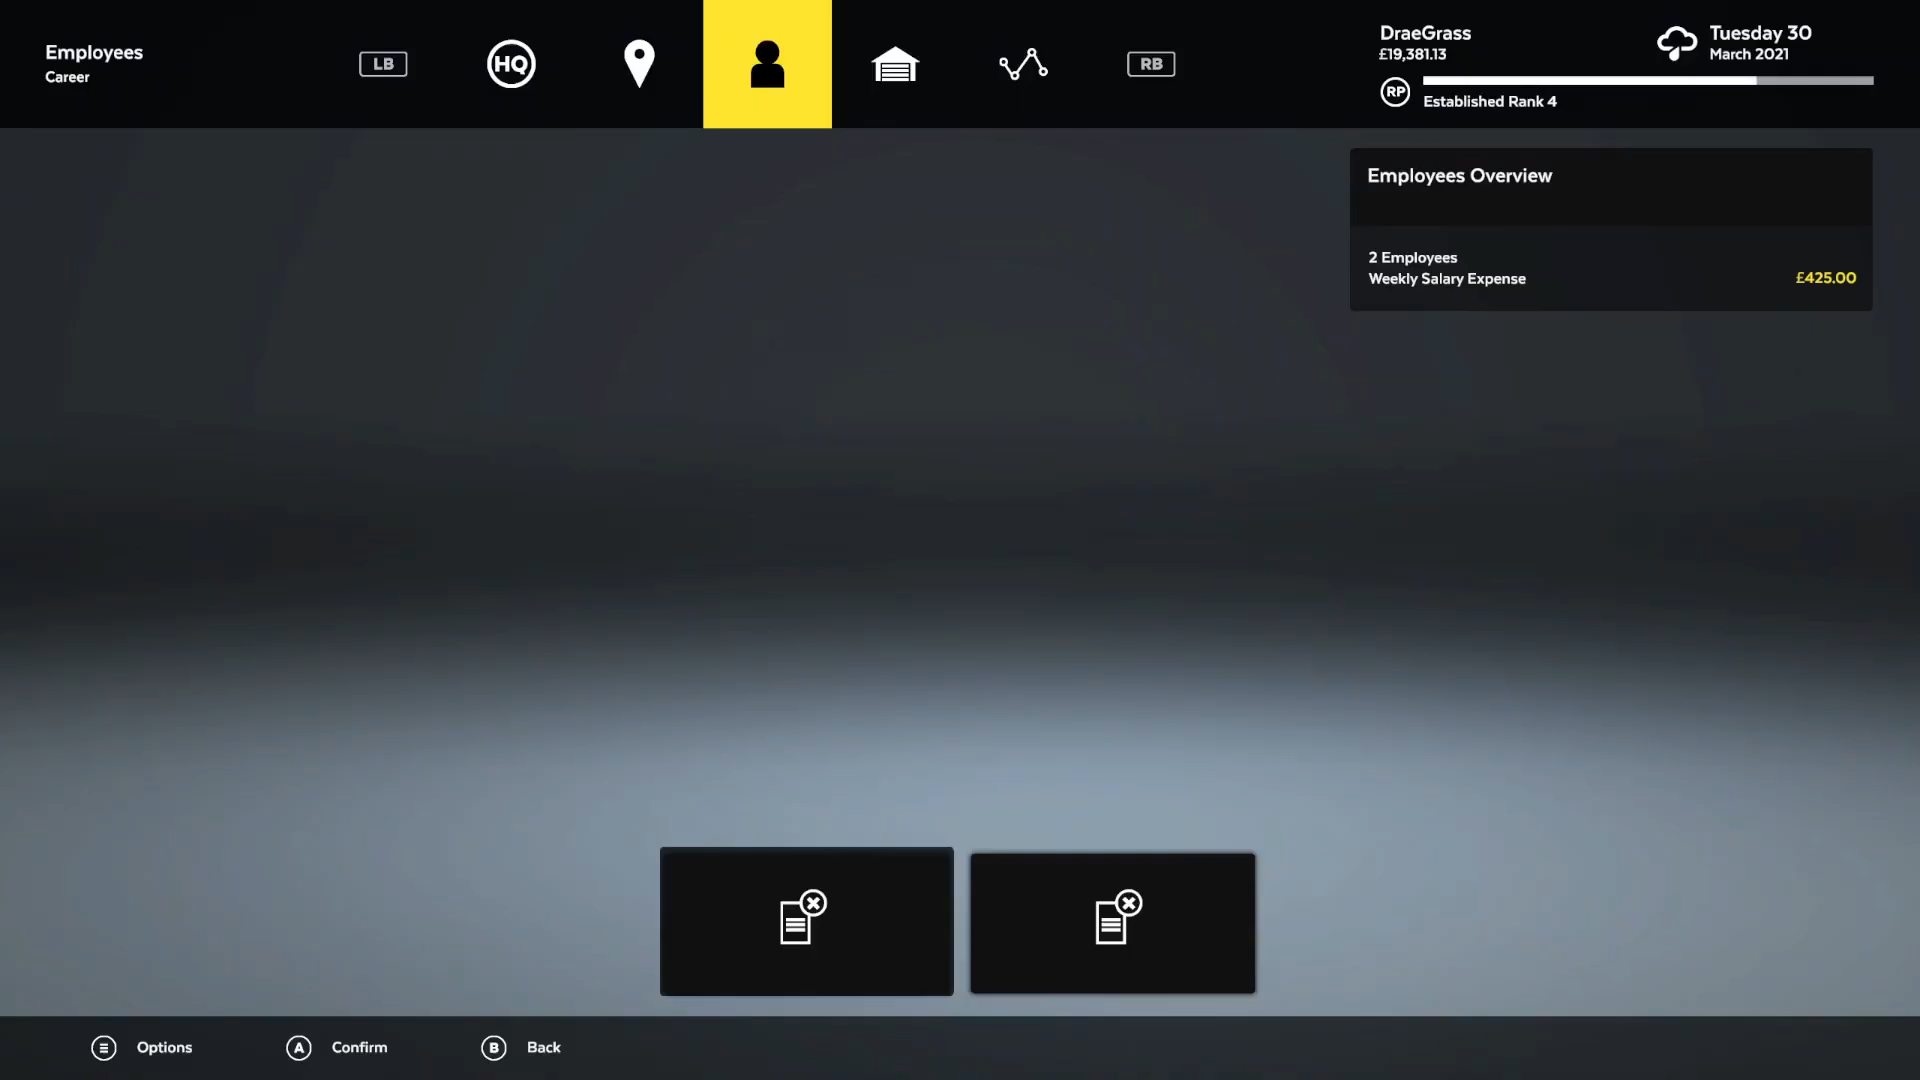 Employees
Career
LB
HQ
RB
DraeGrass
£19,381.13
Tuesday 30
March 2021
RP
Established Rank 4
Employees Overview
2 Employees
Weekly Salary Expense
£425.00
Options
A
Confirm
B
Back